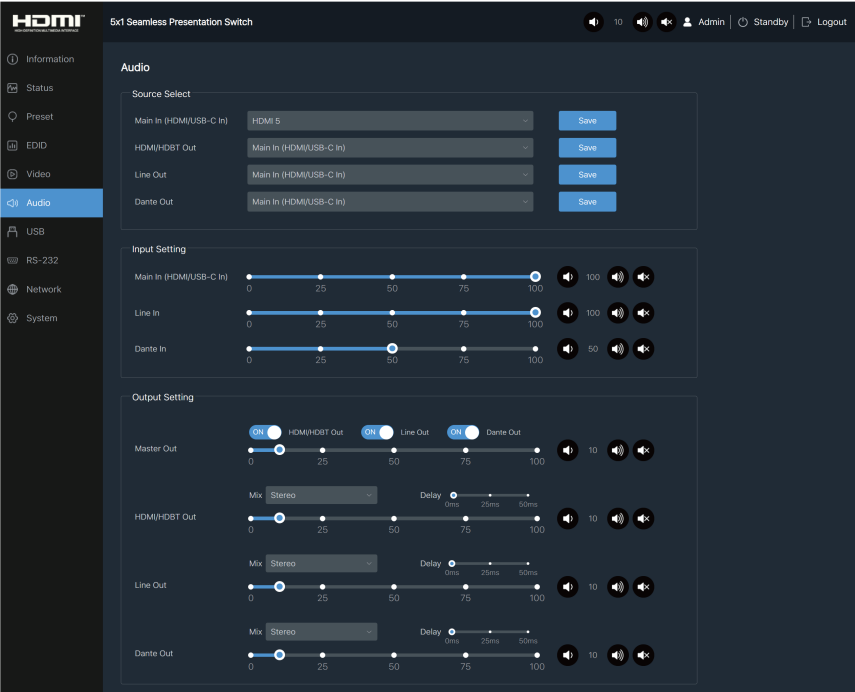 HDMI™
HIGH-DEFINITION MULTIMEDIA INTERFACE
5x1 Seamless Presentation Switch
10
Admin
Standby
Logout
Information
Status
Preset
EDID
Video
Audio
USB
RS-232
Network
System
Audio
Source Select
Main In (HDMI/USB-C In) HDMI 5 Save
HDMI/HDBT Out Main In (HDMI/USB-C In) Save
Line Out Main In (HDMI/USB-C In) Save
Dante Out Main In (HDMI/USB-C In) Save
Input Setting
Main In (HDMI/USB-C In) 100
0 25 50 75 100
Line In 100
0 25 50 75 100
Dante In 50
0 25 50 75 100
Output Setting
ON HDMI/HDBT Out ON Line Out ON Dante Out
Master Out 10
0 25 50 75 100
Mix Stereo Delay
0ms 25ms 50ms
HDMI/HDBT Out 10
0 25 50 75 100
Mix Stereo Delay
0ms 25ms 50ms
Line Out 10
0 25 50 75 100
Mix Stereo Delay
0ms 25ms 50ms
Dante Out 10
0 25 50 75 100